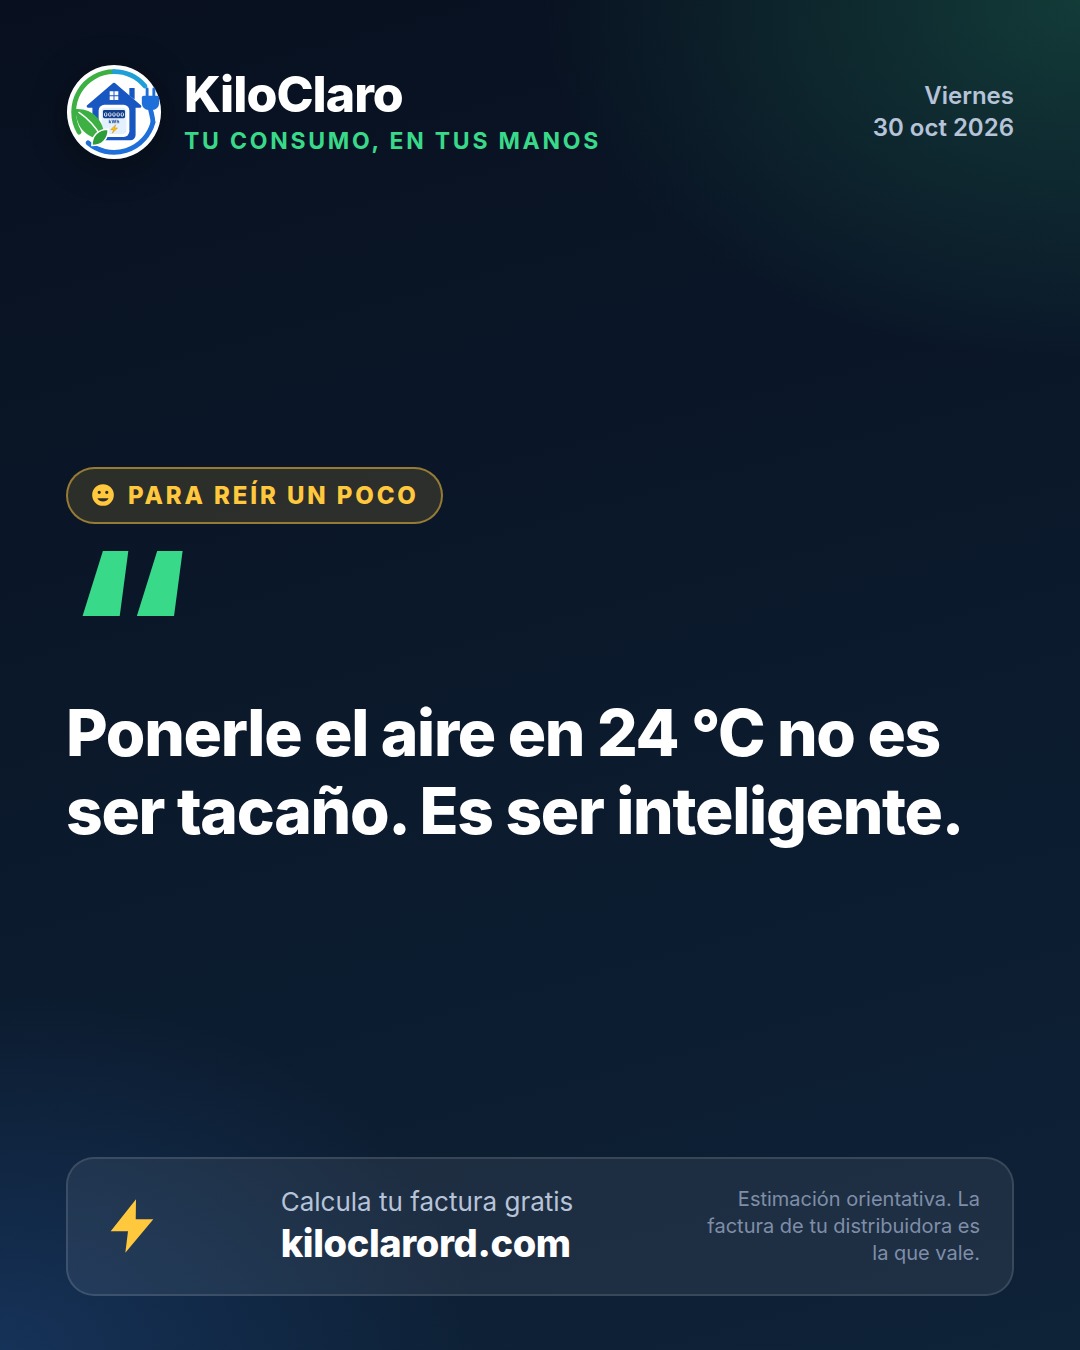 KiloClaro
TU CONSUMO, EN TUS MANOS
Viernes
30 oct 2026
PARA REÍR UN POCO
"
Ponerle el aire en 24 °C no es
ser tacaño. Es ser inteligente.
Calcula tu factura gratis
kiloclarord.com
Estimación orientativa. La
factura de tu distribuidora es
la que vale.